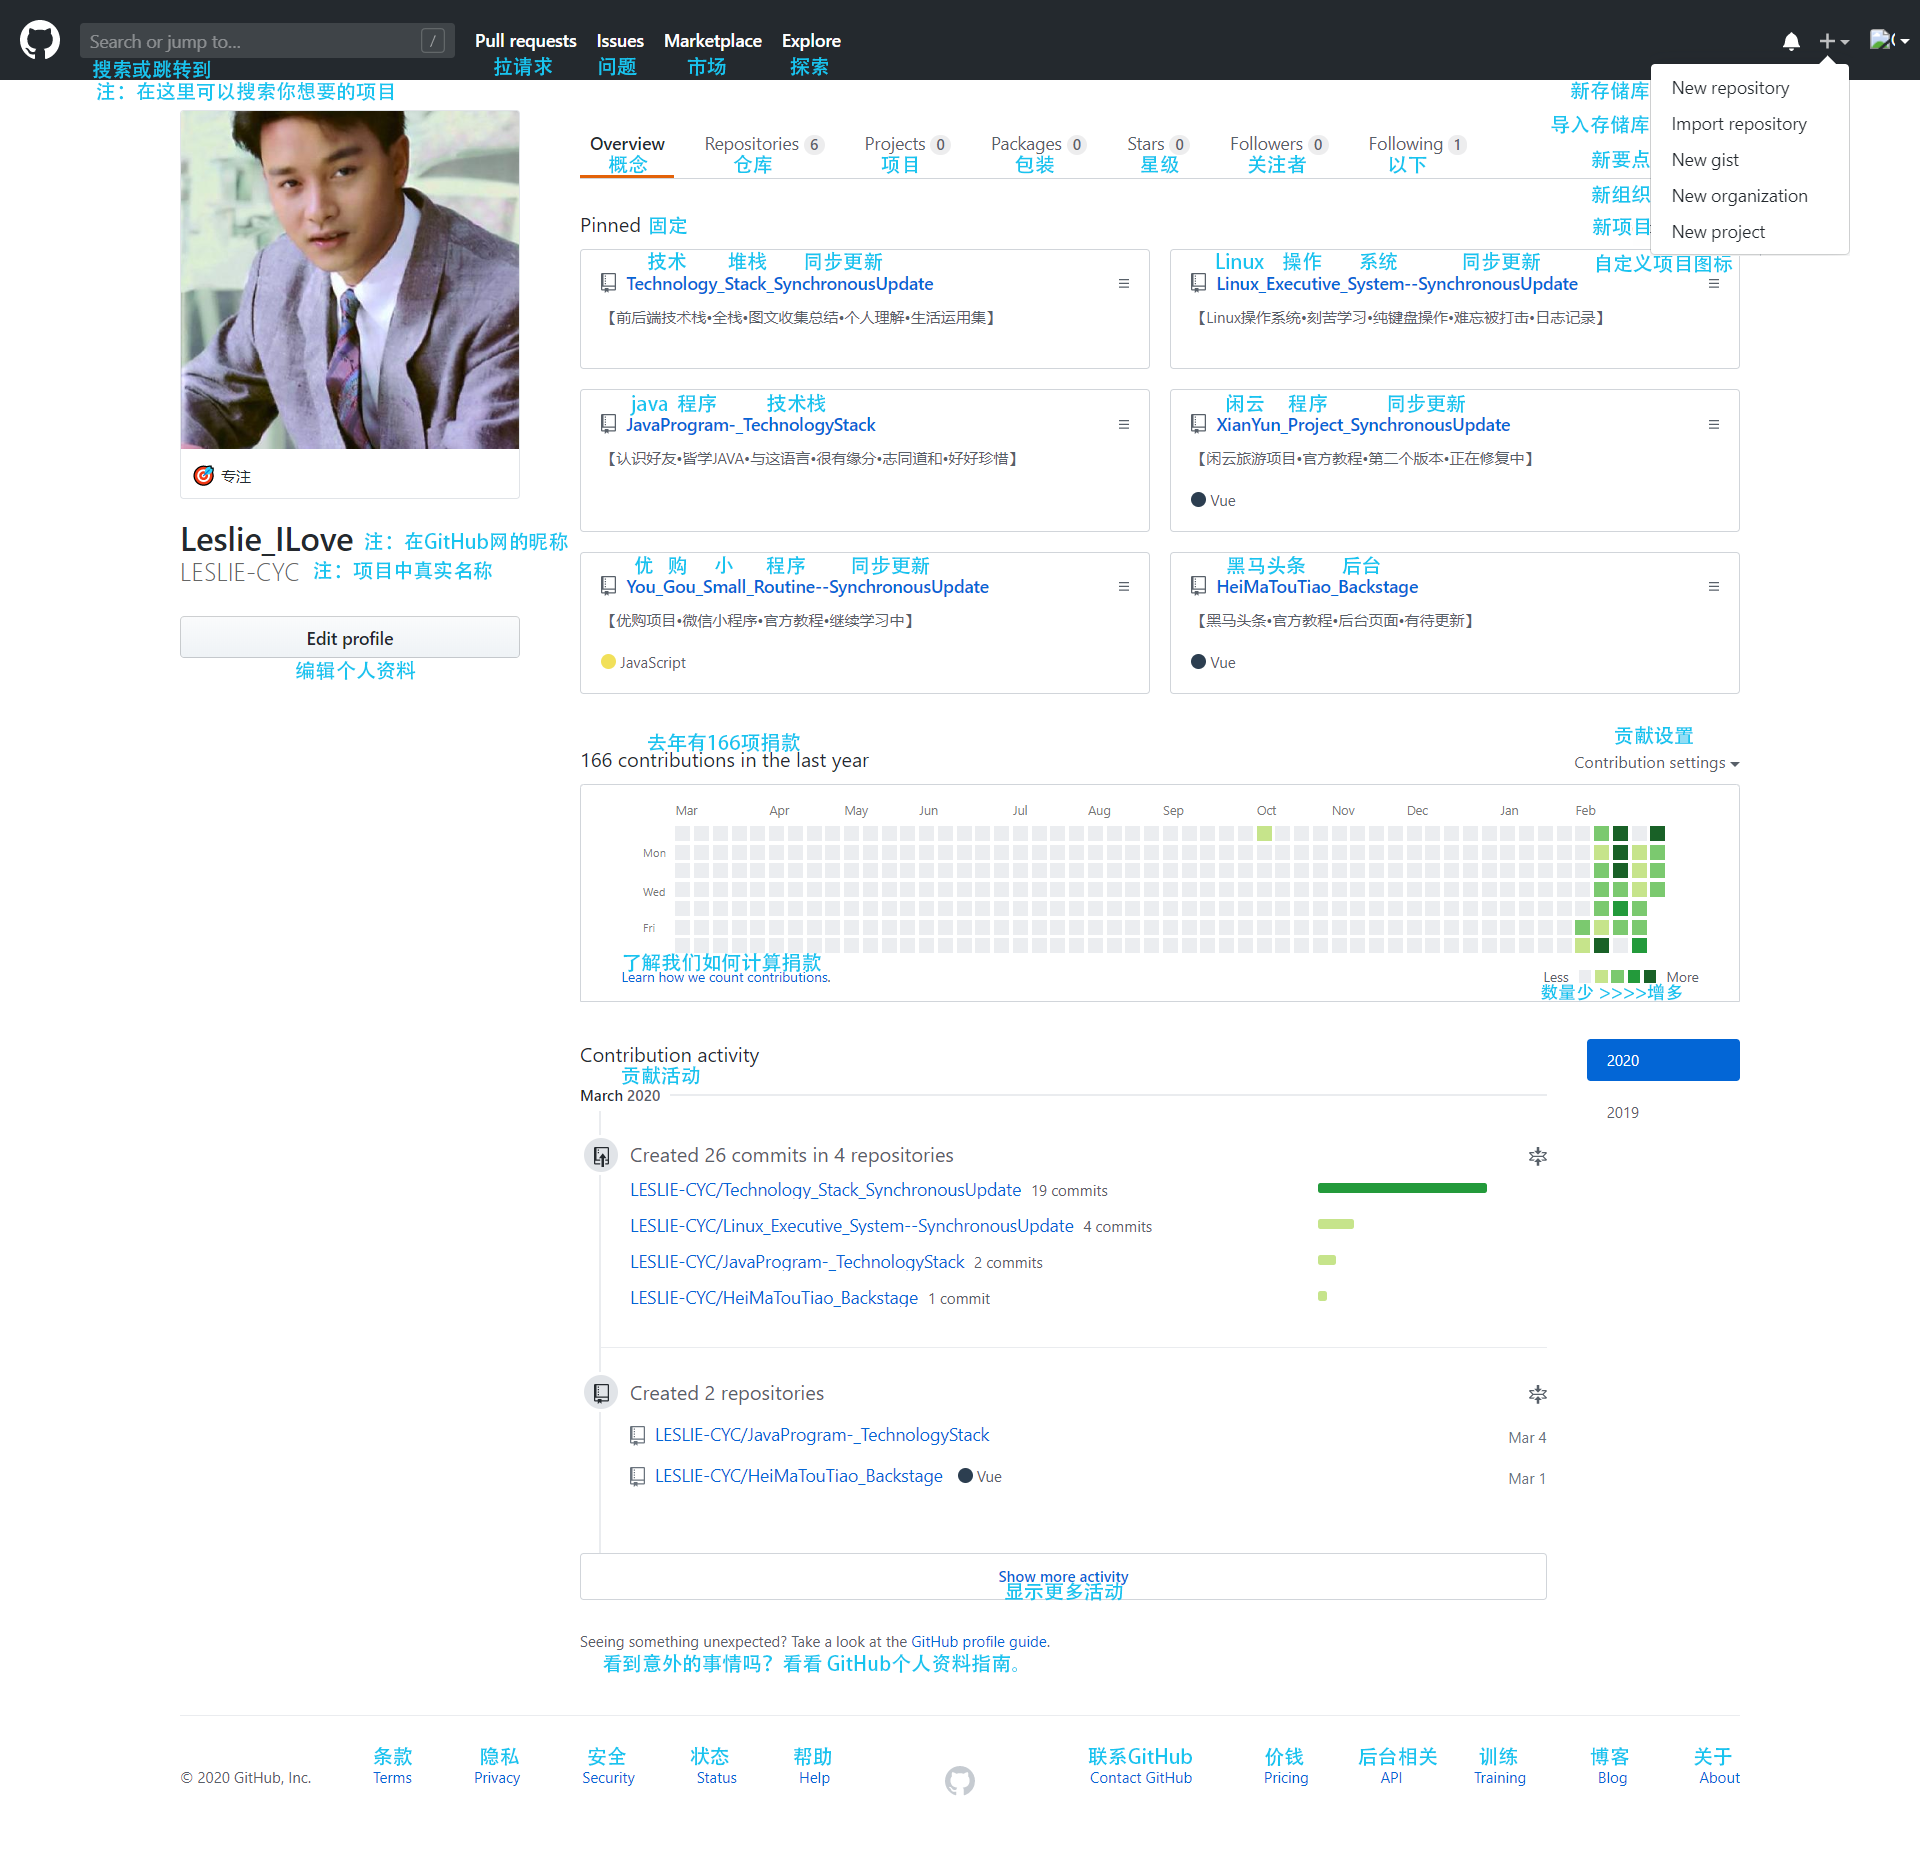 Search or jump to... /
Pull requests Issues Marketplace Explore
搜索或跳转到 拉请求 问题 市场 探索
注：在这里可以搜索你想要的项目
新存储库 New repository
导入存储库 Import repository
新要点 New gist
新组织 New organization
新项目 New project
自定义项目图标
Overview Repositories 6 Projects 0 Packages 0 Stars 0 Followers 0 Following 1
概念 仓库 项目 包装 星级 关注者 以下
专注
Leslie_lLove 注：在GitHub网的昵称
LESLIE-CYC 注：项目中真实名称
Edit profile
编辑个人资料
Pinned 固定
技术 堆栈 同步更新
Technology_Stack_SynchronousUpdate
【前后端技术栈•全栈•图文收集总结•个人理解•生活运用集】
Linux 操作 系统 同步更新
Linux_Executive_System--SynchronousUpdate
【Linux操作系统•刻苦学习•纯键盘操作•难忘被打击•日志记录】
java 程序 技术栈
JavaProgram-_TechnologyStack
【认识好友•皆学JAVA•与这语言•很有缘分•志同道和•好好珍惜】
闲云 程序 同步更新
XianYun_Project_SynchronousUpdate
【闲云旅游项目•官方教程•第二个版本•正在修复中】
Vue
优 购 小 程序 同步更新
You_Gou_Small_Routine--SynchronousUpdate
【优购项目•微信小程序•官方教程•继续学习中】
JavaScript
黑马头条 后台
HeiMaTouTiao_Backstage
【黑马头条•官方教程•后台页面•有待更新】
Vue
去年有166项捐款
166 contributions in the last year
贡献设置
Contribution settings
Mar Apr May Jun Jul Aug Sep Oct Nov Dec Jan Feb
Mon
Wed
Fri
了解我们如何计算捐款
Learn how we count contributions.
Less More
数量少 >>>>增多
Contribution activity
贡献活动
2020
2019
March 2020
Created 26 commits in 4 repositories
LESLIE-CYC/Technology_Stack_SynchronousUpdate 19 commits
LESLIE-CYC/Linux_Executive_System--SynchronousUpdate 4 commits
LESLIE-CYC/JavaProgram-_TechnologyStack 2 commits
LESLIE-CYC/HeiMaTouTiao_Backstage 1 commit
Created 2 repositories
LESLIE-CYC/JavaProgram-_TechnologyStack Mar 4
LESLIE-CYC/HeiMaTouTiao_Backstage Vue Mar 1
Show more activity
显示更多活动
Seeing something unexpected? Take a look at the GitHub profile guide.
看到意外的事情吗？看看 GitHub个人资料指南。
条款 隐私 安全 状态 帮助 联系GitHub 价钱 后台相关 训练 博客 关于
© 2020 GitHub, Inc. Terms Privacy Security Status Help Contact GitHub Pricing API Training Blog About